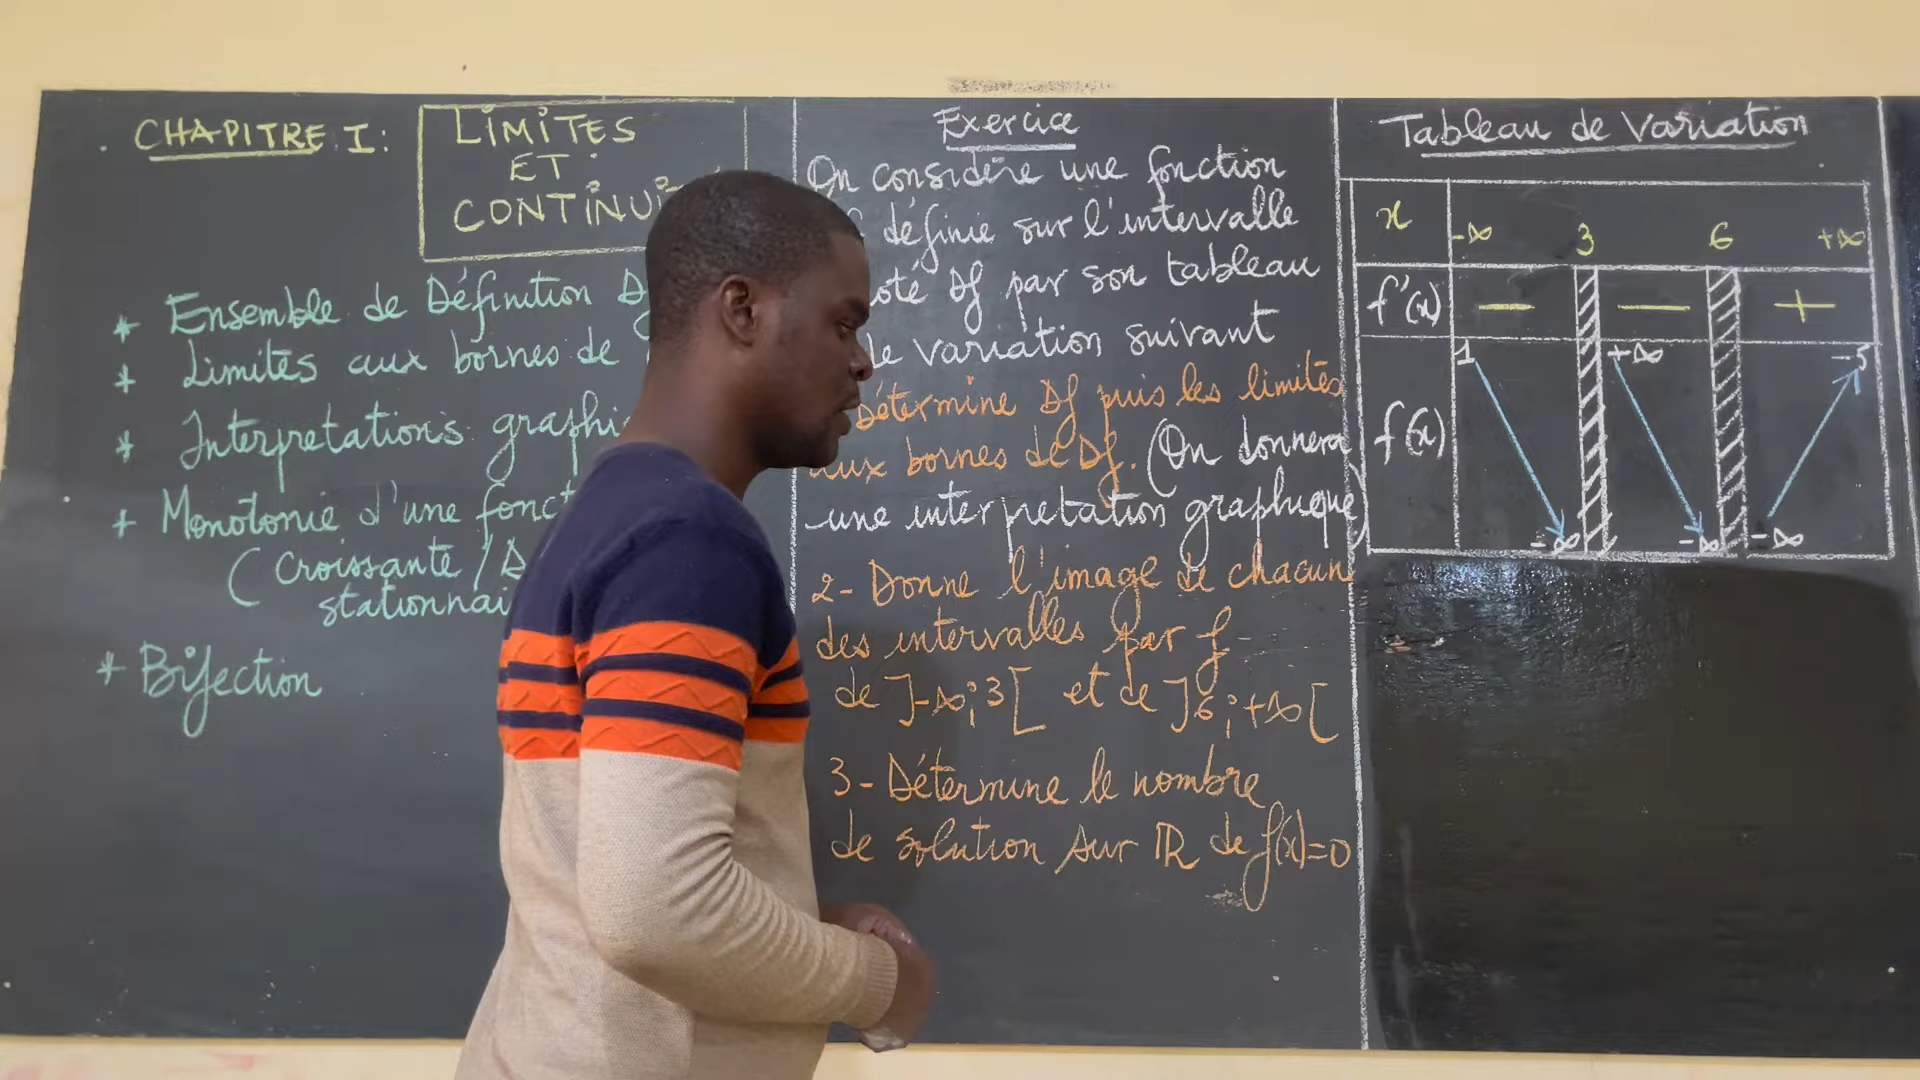 CHAPITRE I:
LIMITES
ET
CONTINUI
* Ensemble de Définition D
* Limites aux bornes de
* Interpretations graphi
* Monotonie d'une fonct
(Croissante / D
stationnai
* Bijection
Exercice
On considère une fonction
f définie sur l'intervalle
oté Df par son tableau
de variation suivant
Détermine Df puis les limites
aux bornes de Df. (On donnera
une interpretation graphique)
2- Donne l'image de chacun
des intervalles par f
de ]-∞;3[ et de ]6;+∞[
3- Détermine le nombre
de solution sur ℝ de f(x)=0
Tableau de Variation
x -∞ 3 6 +∞
f'(x) — — +
1 +∞ -5
f(x)
-∞ -∞ -∞